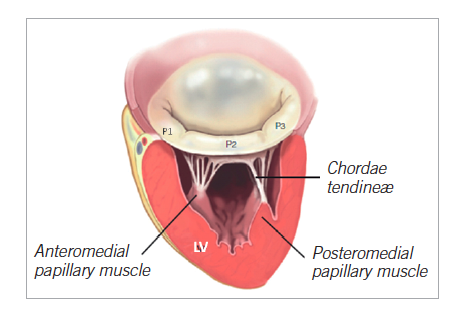 P1
P2
P3
Chordae
tendineæ
LV
Anteromedial
papillary muscle
Posteromedial
papillary muscle